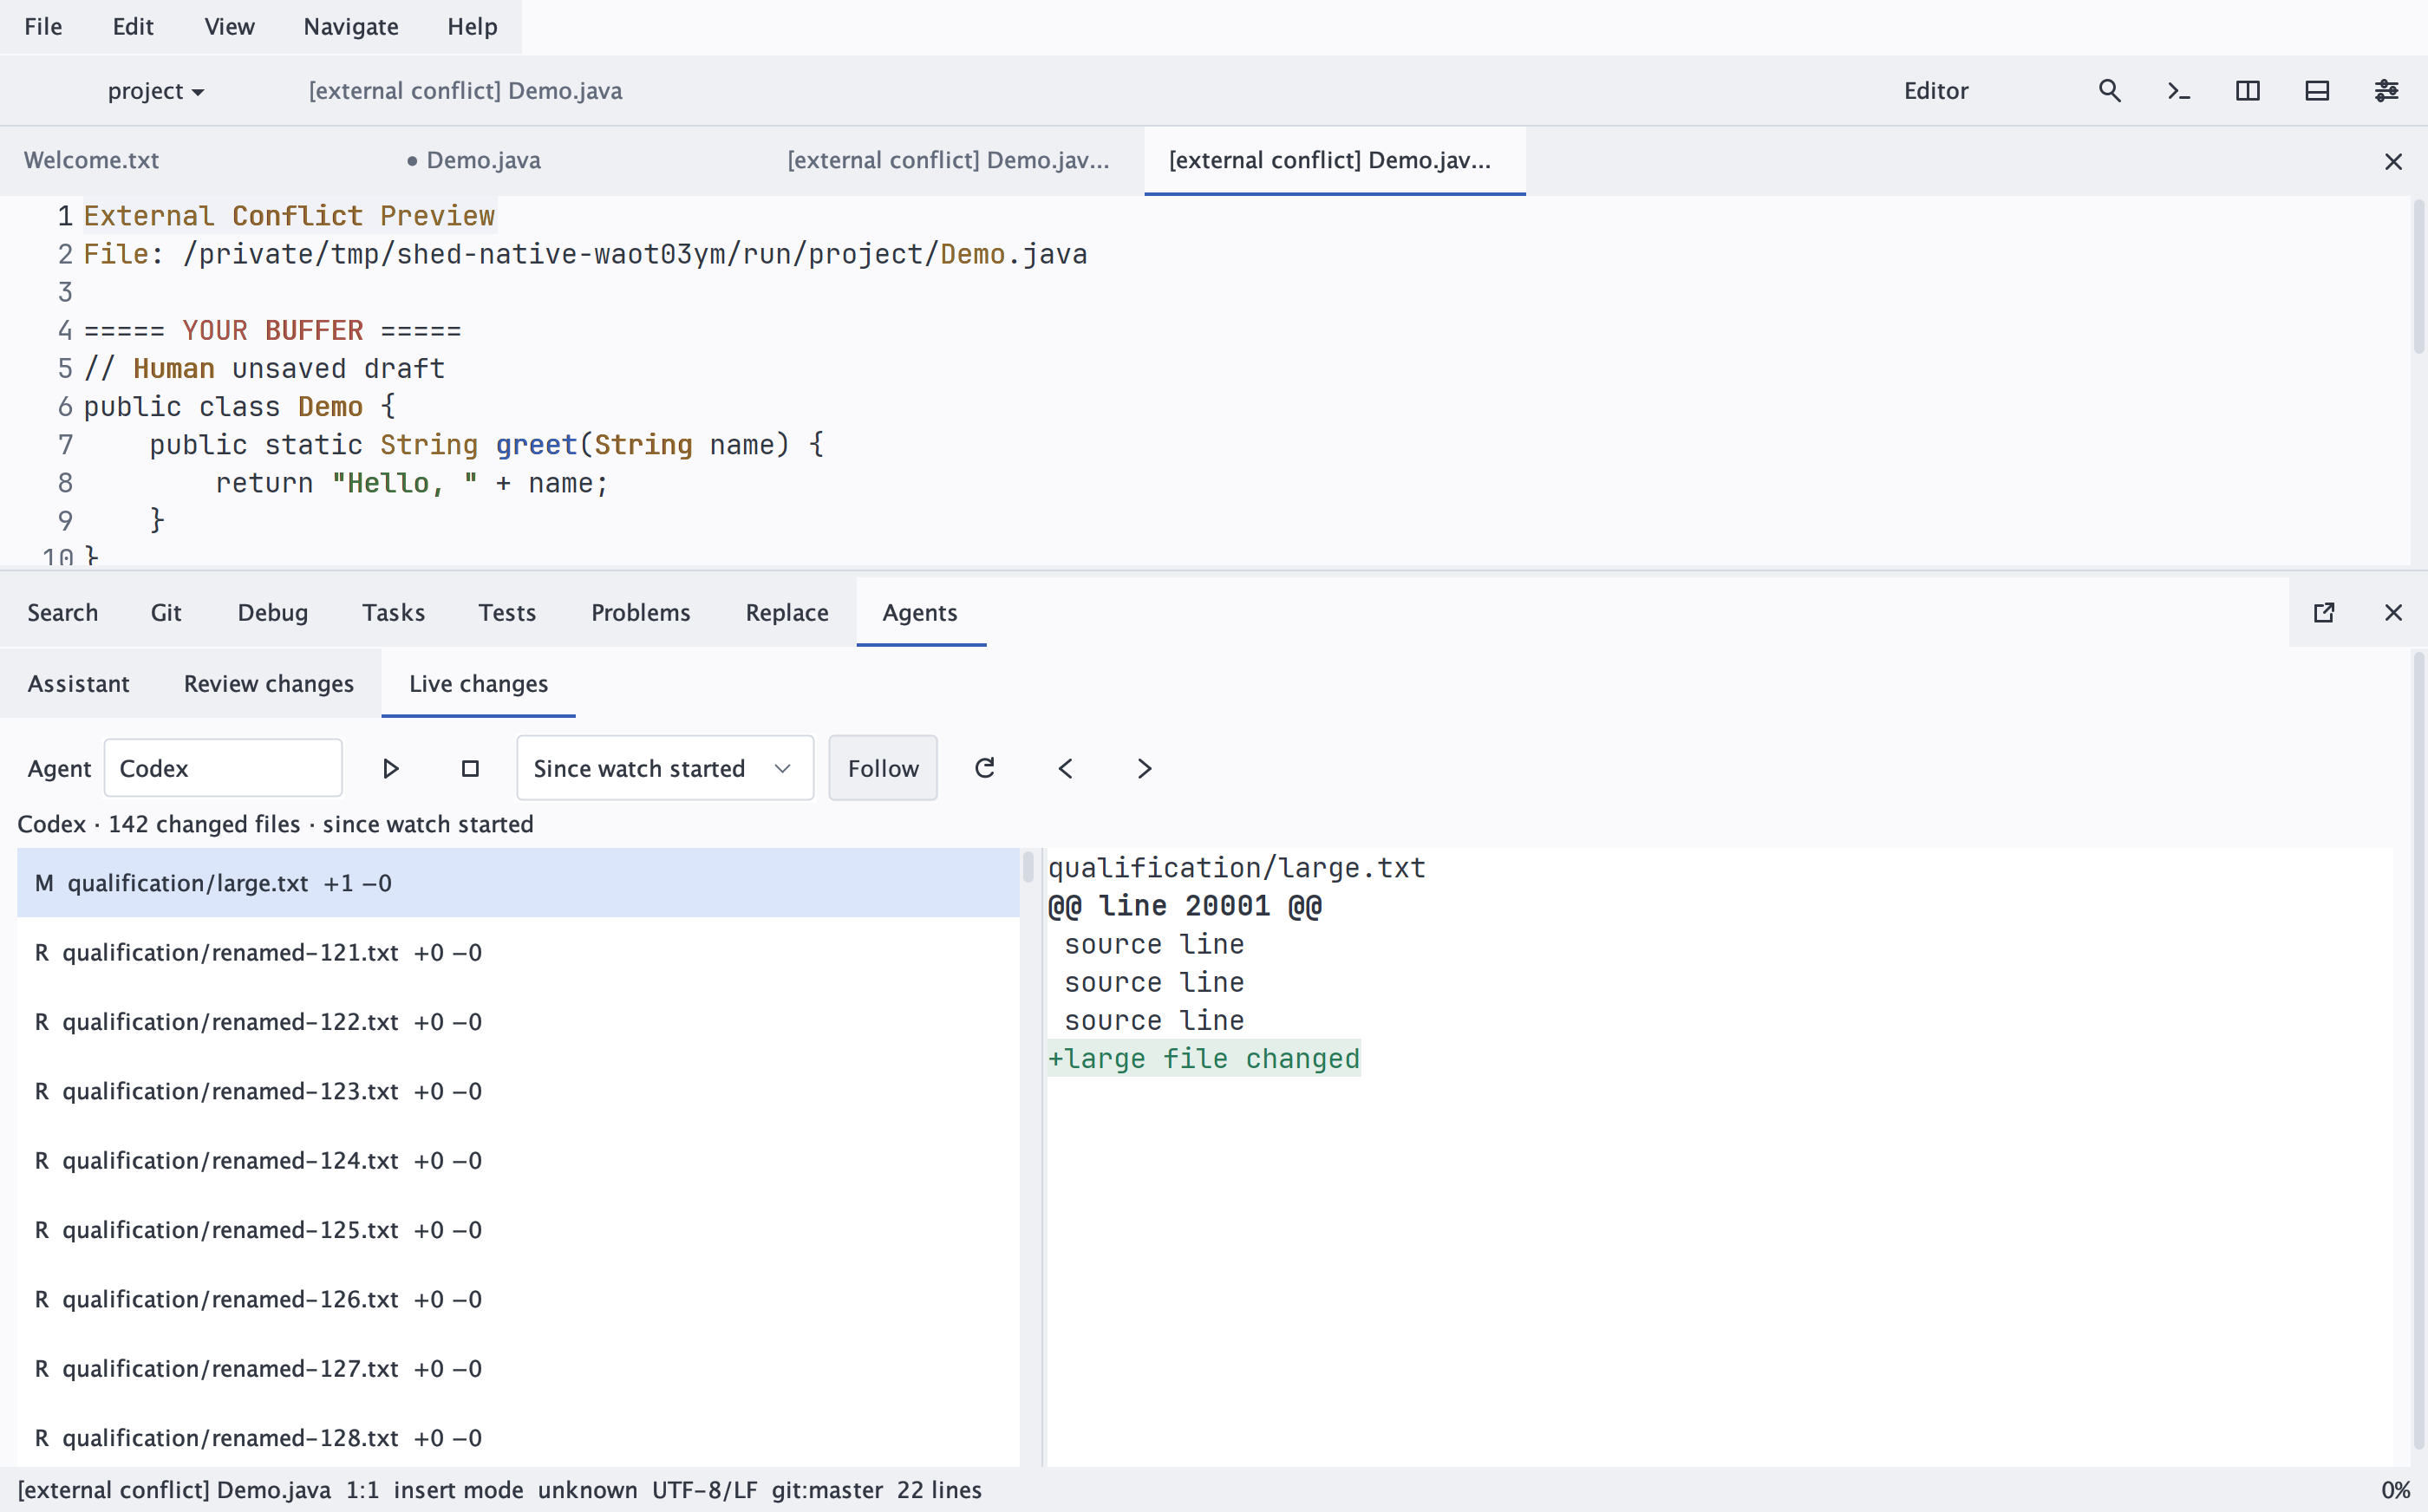 File Edit View Navigate Help
project [external conflict] Demo.java Editor
Welcome.txt ● Demo.java [external conflict] Demo.jav... [external conflict] Demo.jav...
1 External Conflict Preview
2 File: /private/tmp/shed-native-waot03ym/run/project/Demo.java
3
4 ===== YOUR BUFFER =====
5 // Human unsaved draft
6 public class Demo {
7     public static String greet(String name) {
8         return "Hello, " + name;
9     }
10 }
Search Git Debug Tasks Tests Problems Replace Agents
Assistant Review changes Live changes
Agent Codex Since watch started Follow
Codex · 142 changed files · since watch started
M qualification/large.txt +1 −0
R qualification/renamed-121.txt +0 −0
R qualification/renamed-122.txt +0 −0
R qualification/renamed-123.txt +0 −0
R qualification/renamed-124.txt +0 −0
R qualification/renamed-125.txt +0 −0
R qualification/renamed-126.txt +0 −0
R qualification/renamed-127.txt +0 −0
R qualification/renamed-128.txt +0 −0
qualification/large.txt
@@ line 20001 @@
 source line
 source line
 source line
+large file changed
[external conflict] Demo.java 1:1 insert mode unknown UTF-8/LF git:master 22 lines 0%